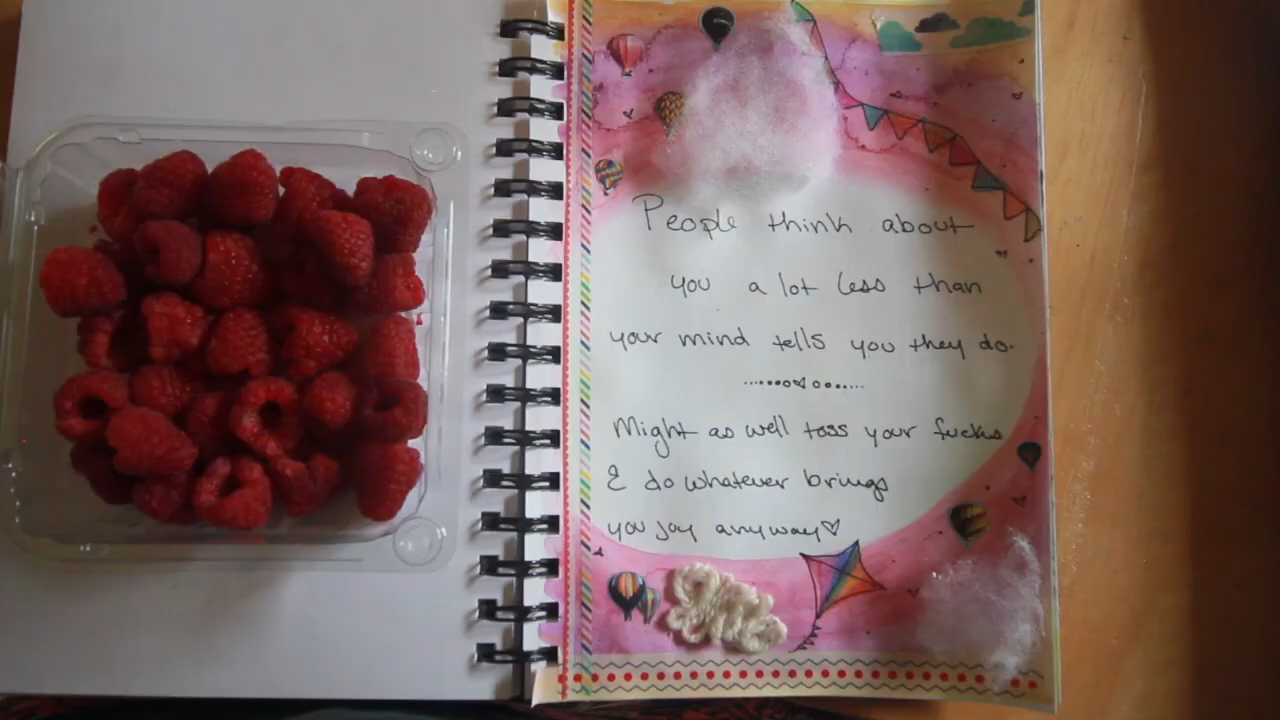 People think about
you a lot less than
your mind tells you they do.
Might as well toss your fucks
& do whatever brings
you joy anyway♡